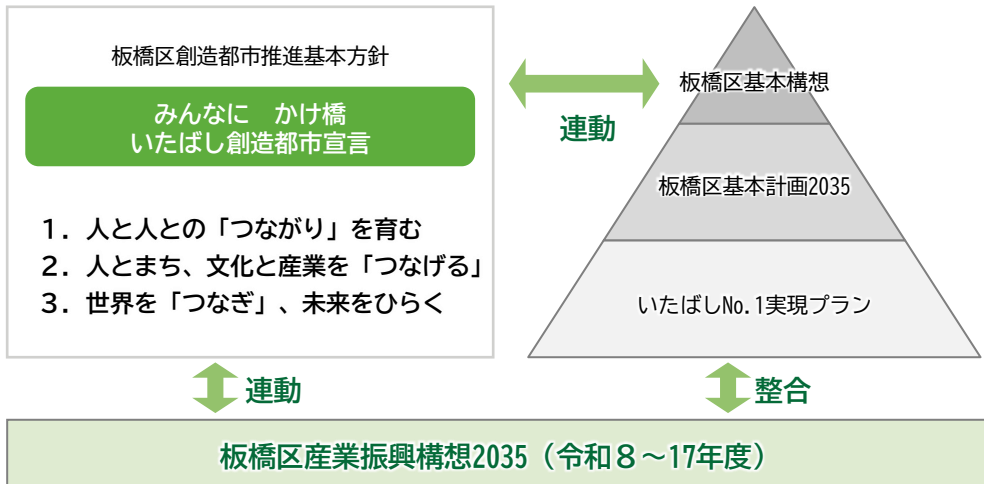 板橋区創造都市推進基本方針
みんなに　かけ橋
いたばし創造都市宣言
１．人と人との「つながり」を育む
２．人とまち、文化と産業を「つなげる」
３．世界を「つなぎ」、未来をひらく
連動
板橋区基本構想
板橋区基本計画2035
いたばしNo.1実現プラン
連動
整合
板橋区産業振興構想2035（令和８～17年度）